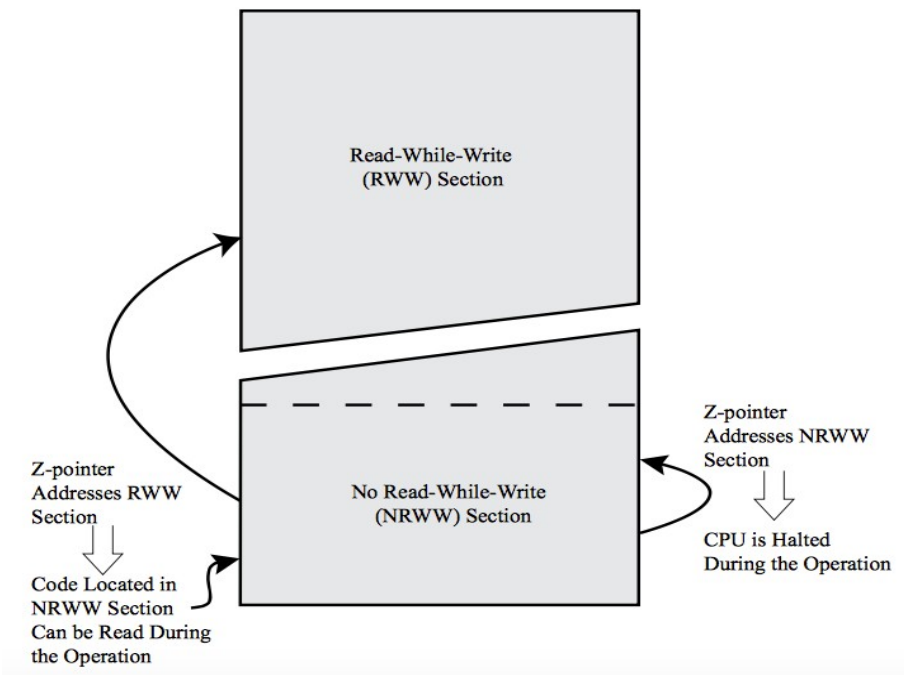 Read-While-Write
(RWW) Section
Z-pointer
Addresses NRWW
Section
Z-pointer
Addresses RWW
Section
No Read-While-Write
(NRWW) Section
CPU is Halted
During the Operation
Code Located in
NRWW Section
Can be Read During
the Operation